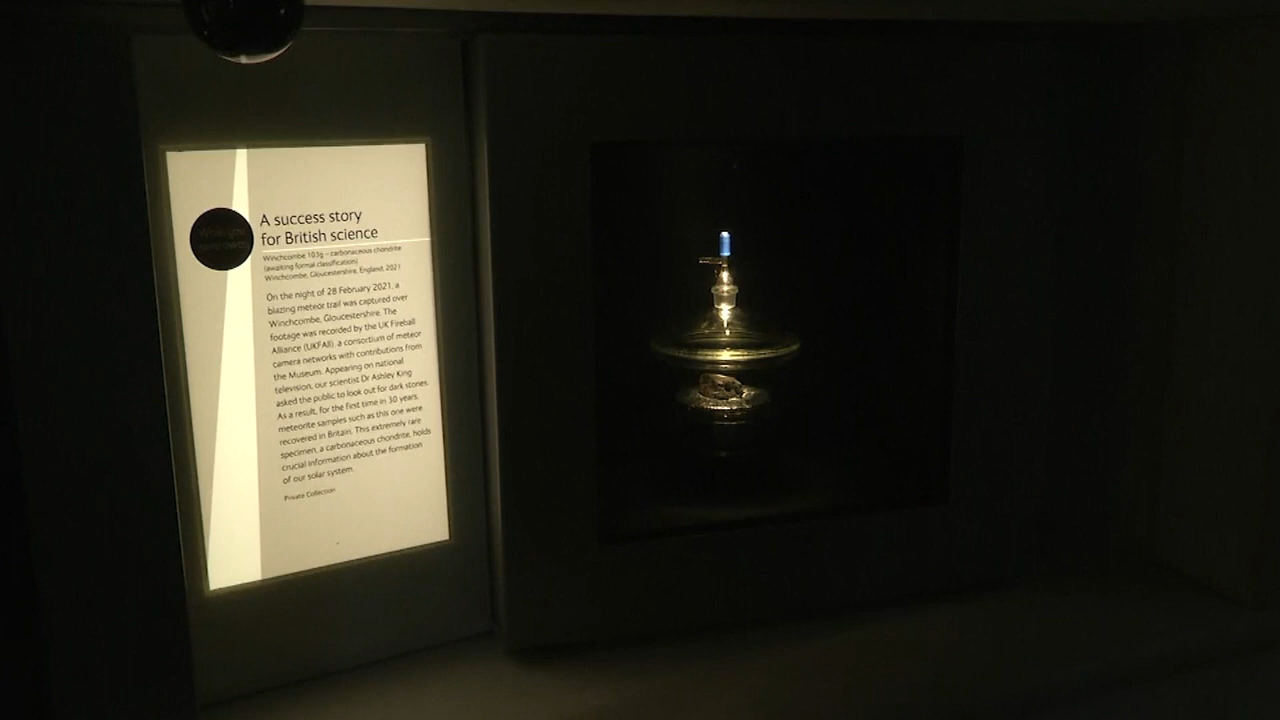 While you
were away
A success story
for British science
Winchcombe 103g – carbonaceous chondrite
(awaiting formal classification)
Winchcombe, Gloucestershire, England, 2021
On the night of 28 February 2021, a
blazing meteor trail was captured over
Winchcombe, Gloucestershire. The
footage was recorded by the UK Fireball
Alliance (UKFAll), a consortium of meteor
camera networks with contributions from
the Museum. Appearing on national
television, our scientist Dr Ashley King
asked the public to look out for dark stones.
As a result, for the first time in 30 years,
meteorite samples such as this one were
recovered in Britain. This extremely rare
specimen, a carbonaceous chondrite, holds
crucial information about the formation
of our solar system.
Private Collection